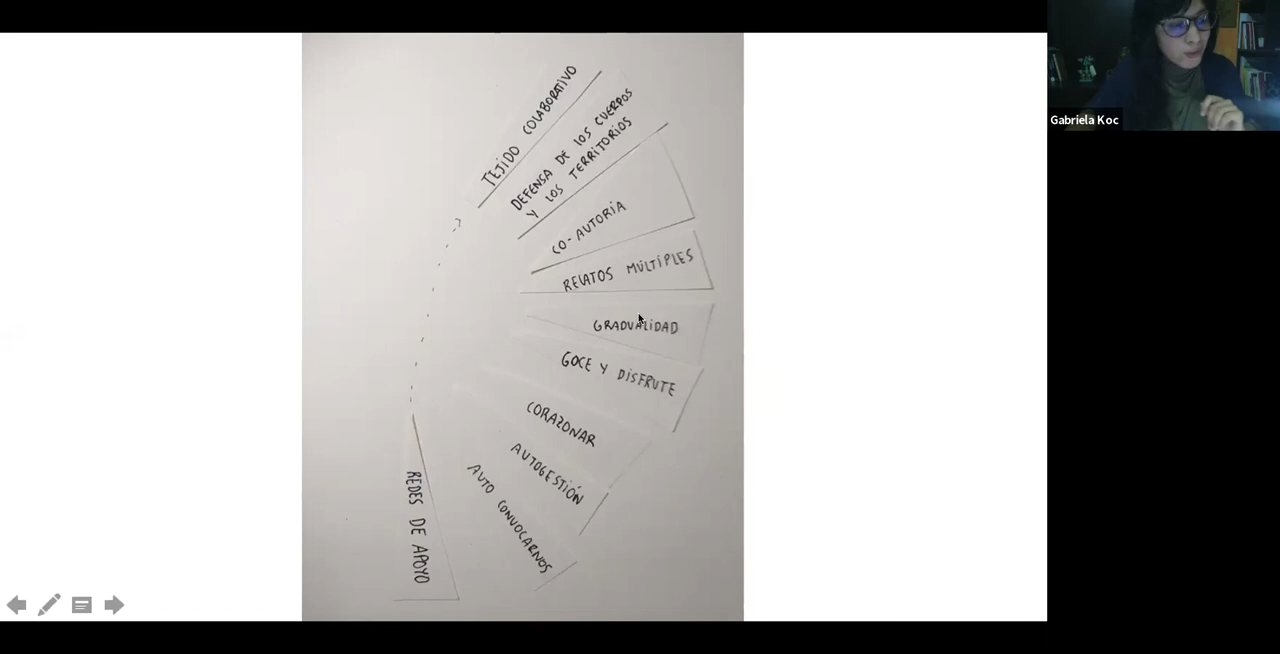 TEJIDO COLABORATIVO
DEFENSA DE LOS CUERPOS
Y LOS TERRITORIOS
CO-AUTORÍA
RELATOS MÚLTIPLES
GRADUALIDAD
GOCE Y DISFRUTE
CORAZONAR
AUTOGESTIÓN
AUTO CONVOCARNOS
REDES DE APOYO
Gabriela Koc